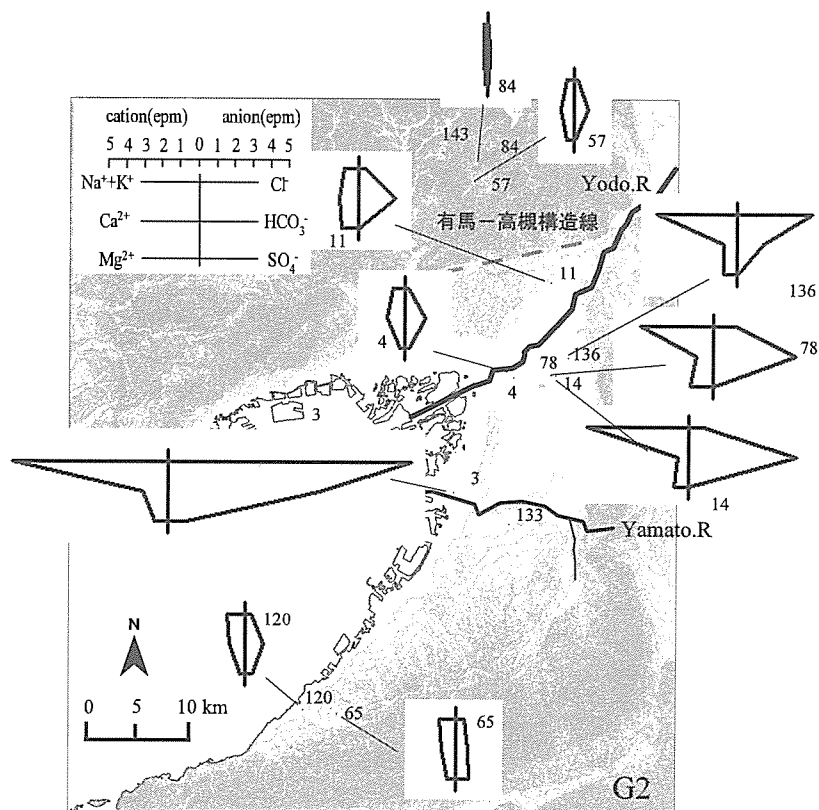 84
cation(epm) anion(epm)
5 4 3 2 1 0 1 2 3 4 5
Na⁺+K⁺ Cl⁻
Ca²⁺ HCO₃⁻
Mg²⁺ SO₄⁻
143
84
57
57
Yodo.R
有馬－高槻構造線
11
11
136
4
136
78
78
14
4
3
14
3
133
Yamato.R
120
N
0 5 10 km
120
65
65
G2